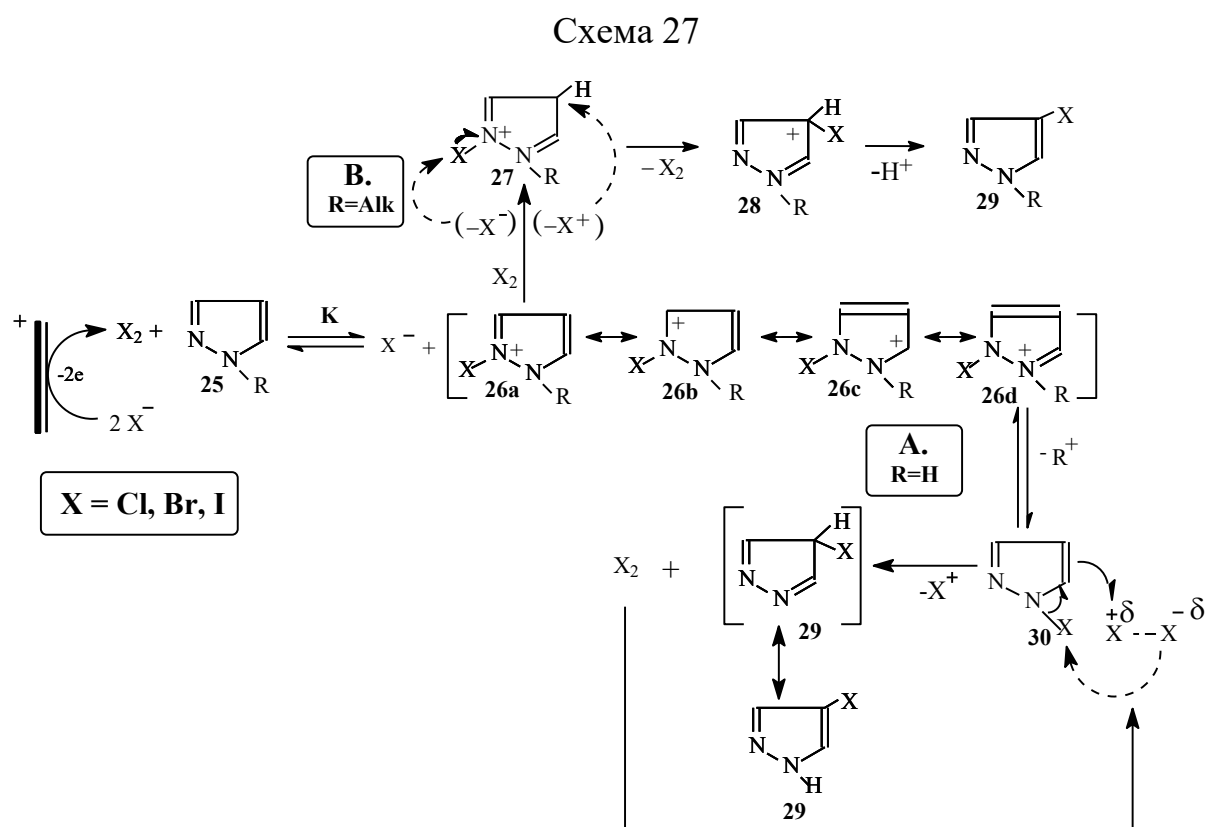 Схема 27
H
N+
X
N
27
R
B.
R=Alk
(–X–)
(–X+)
X2
– X2
H
X
+
N
N
28
R
-H+
X
N
N
29
R
+
-2e
X2 +
2 X–
N
N
25
R
K
X– +
N+
X
N
26a
R
+
N
X
N
26b
R
N
+
X
N
26c
R
N
+
X
N
26d
R
A.
R=H
- R+
X = Cl, Br, I
X2 +
H
X
N
N
29
-X+
N
N
30
X
+δ
X
– δ
X
X
N
N
H
29